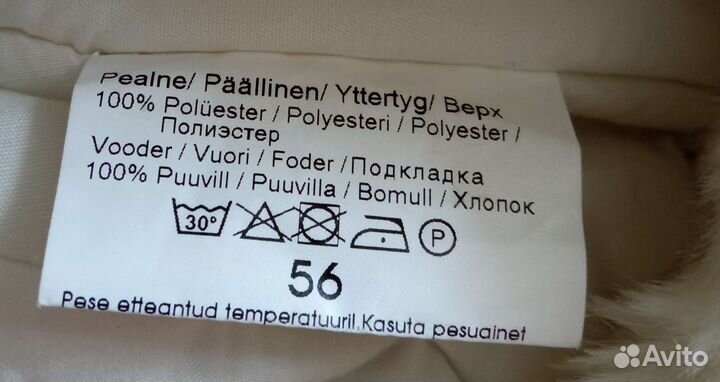 Pealne/ Päällinen/ Yttertyg/ Верх
100% Polüester / Polyesteri / Polyester /
Полиэстер
Vooder / Vuori / Foder / Подкладка
100% Puuvill / Puuvilla / Bomull / Хлопок
30° P
56
Pese etteantud temperatuuril.Kasuta pesuainet
Avito